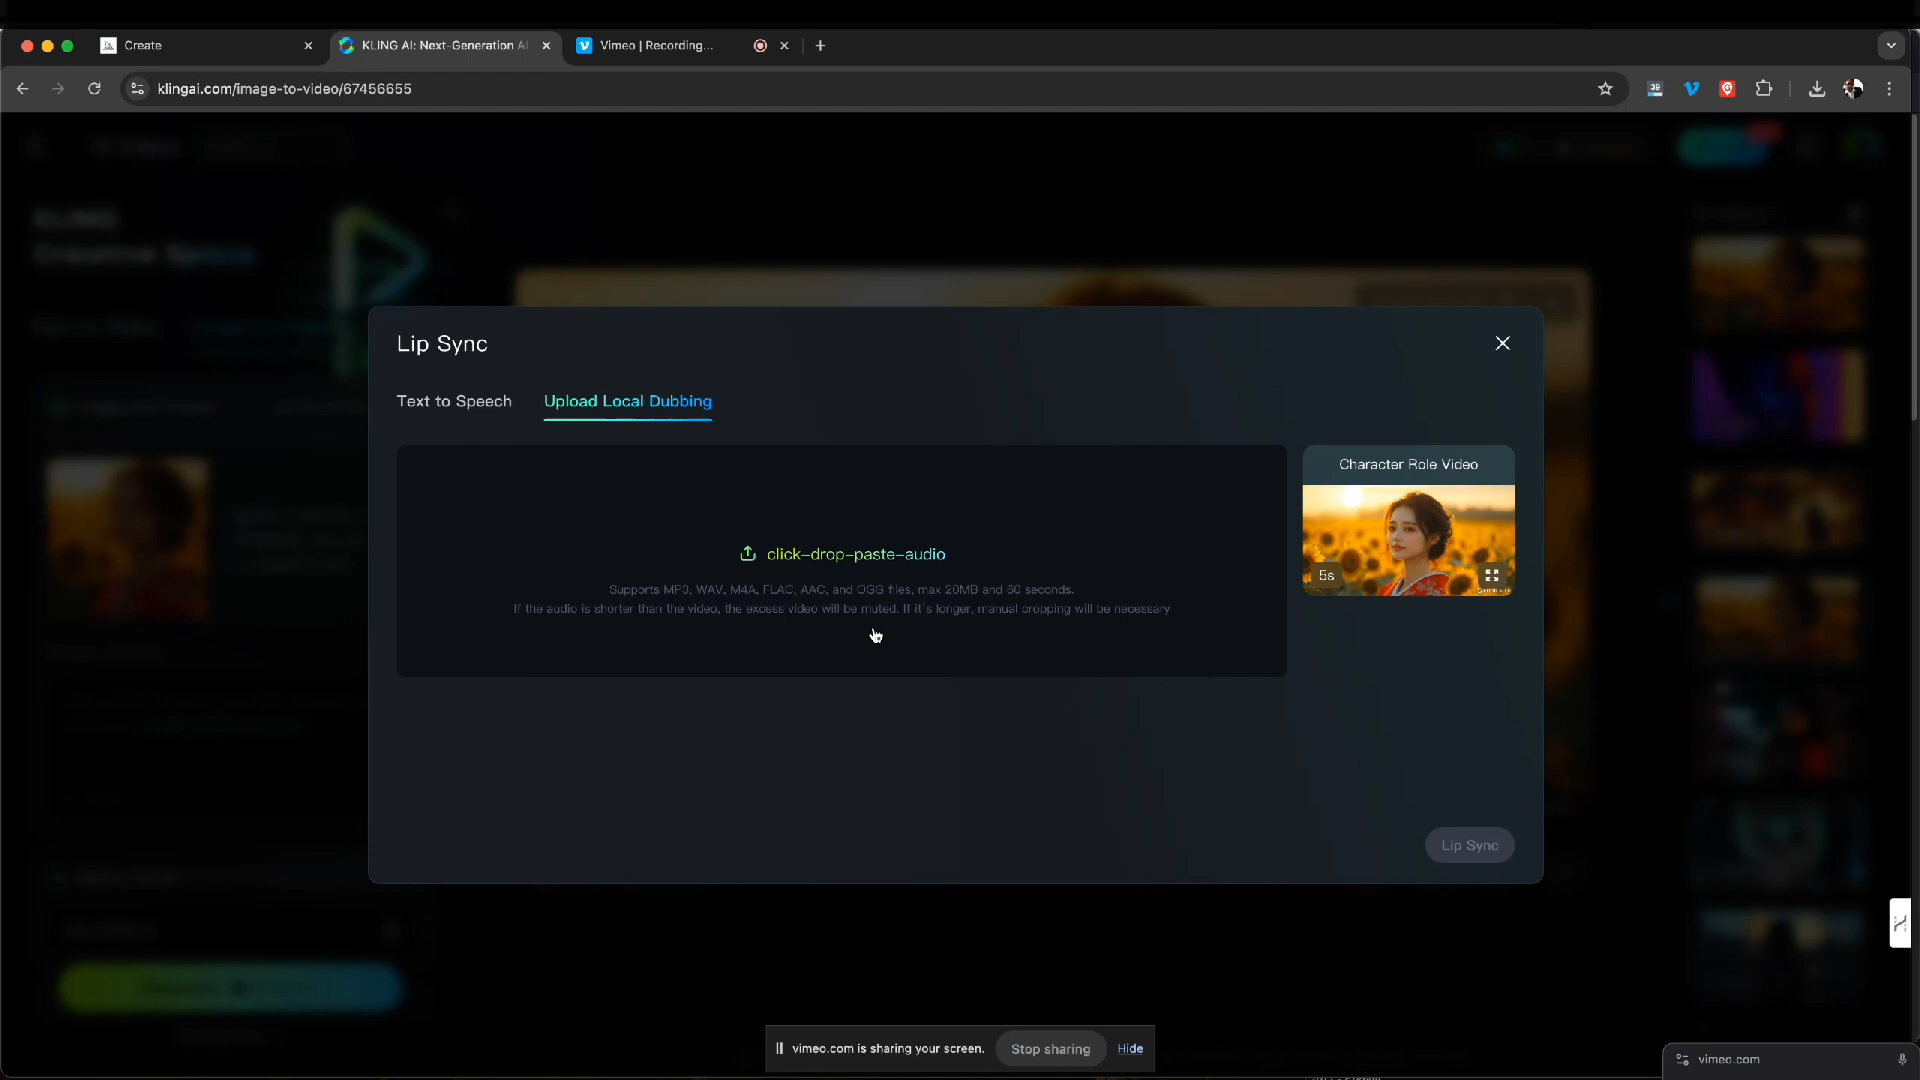 Create
KLING AI: Next-Generation AI
Vimeo | Recording...
klingai.com/image-to-video/67456655
39
KLING
Creative Space
Lip Sync
Text to Speech
Upload Local Dubbing
click-drop-paste-audio
Supports MP3, WAV, M4A, FLAC, AAC, and OGG files, max 20MB and 60 seconds.
If the audio is shorter than the video, the excess video will be muted. If it's longer, manual cropping will be necessary
Character Role Video
5s
Lip Sync
vimeo.com is sharing your screen.
Stop sharing
Hide
vimeo.com